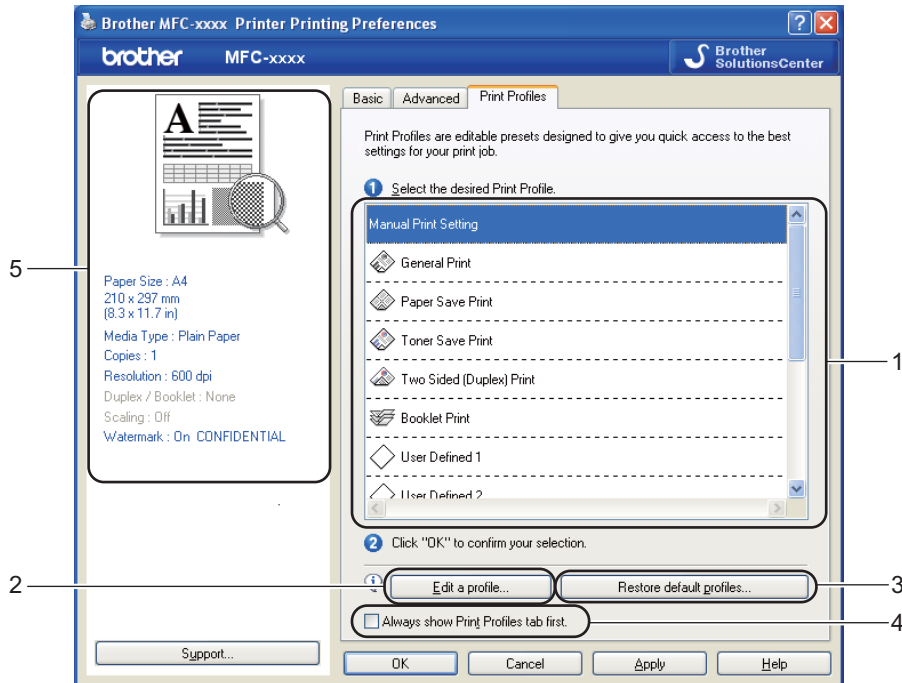 Brother MFC-xxxx Printer Printing Preferences
brother MFC-xxxx
Brother
SolutionsCenter
Basic Advanced Print Profiles
Print Profiles are editable presets designed to give you quick access to the best
settings for your print job.
1 Select the desired Print Profile.
Manual Print Setting
General Print
Paper Save Print
Toner Save Print
Two Sided (Duplex) Print
Booklet Print
User Defined 1
User Defined 2
2 Click "OK" to confirm your selection.
Edit a profile...
Restore default profiles...
Always show Print Profiles tab first.
A
Paper Size : A4
210 x 297 mm
(8.3 x 11.7 in)
Media Type : Plain Paper
Copies : 1
Resolution : 600 dpi
Duplex / Booklet : None
Scaling : Off
Watermark : On CONFIDENTIAL
Support...
OK
Cancel
Apply
Help
5
1
2
3
4